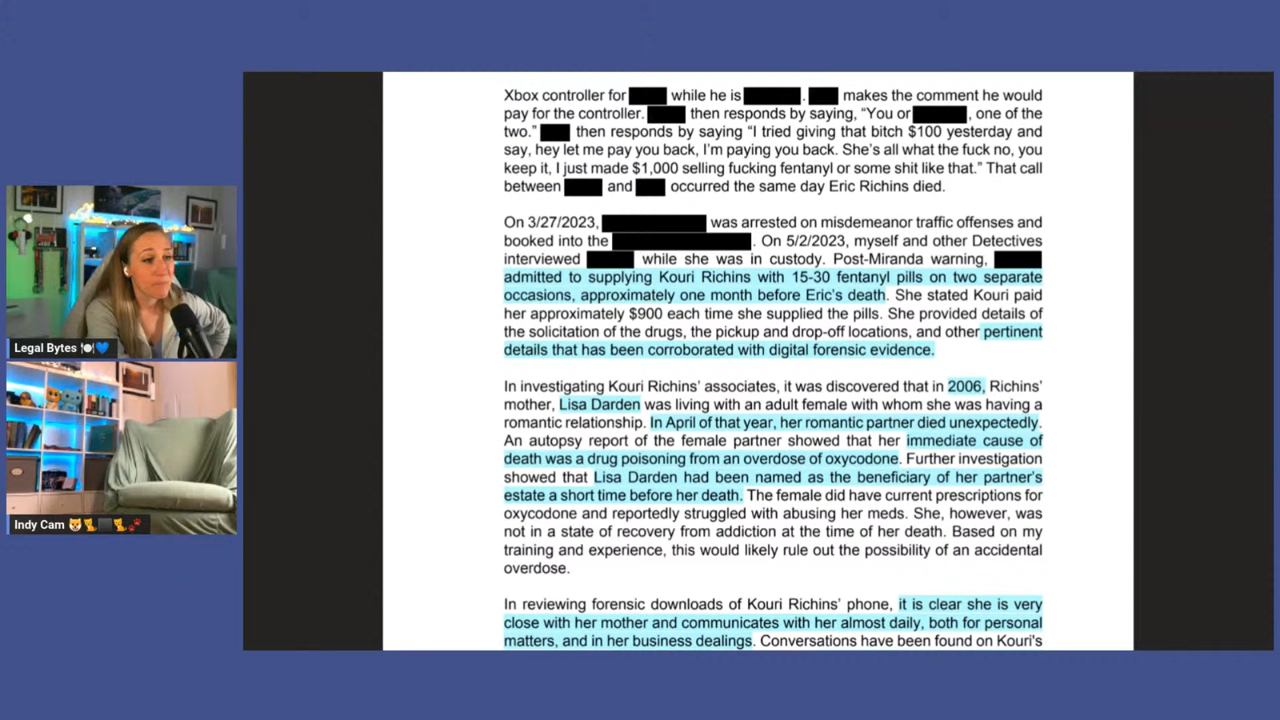 Xbox controller for while he is . makes the comment he would
pay for the controller. then responds by saying, “You or , one of the
two.” then responds by saying “I tried giving that bitch $100 yesterday and
say, hey let me pay you back, I’m paying you back. She’s all what the fuck no, you
keep it, I just made $1,000 selling fucking fentanyl or some shit like that.” That call
between and occurred the same day Eric Richins died.
On 3/27/2023, was arrested on misdemeanor traffic offenses and
booked into the . On 5/2/2023, myself and other Detectives
interviewed while she was in custody. Post-Miranda warning,
admitted to supplying Kouri Richins with 15-30 fentanyl pills on two separate
occasions, approximately one month before Eric’s death. She stated Kouri paid
her approximately $900 each time she supplied the pills. She provided details of
the solicitation of the drugs, the pickup and drop-off locations, and other pertinent
details that has been corroborated with digital forensic evidence.
In investigating Kouri Richins’ associates, it was discovered that in 2006, Richins’
mother, Lisa Darden was living with an adult female with whom she was having a
romantic relationship. In April of that year, her romantic partner died unexpectedly.
An autopsy report of the female partner showed that her immediate cause of
death was a drug poisoning from an overdose of oxycodone. Further investigation
showed that Lisa Darden had been named as the beneficiary of her partner’s
estate a short time before her death. The female did have current prescriptions for
oxycodone and reportedly struggled with abusing her meds. She, however, was
not in a state of recovery from addiction at the time of her death. Based on my
training and experience, this would likely rule out the possibility of an accidental
overdose.
In reviewing forensic downloads of Kouri Richins’ phone, it is clear she is very
close with her mother and communicates with her almost daily, both for personal
matters, and in her business dealings. Conversations have been found on Kouri’s
Legal Bytes 🍽💙
Indy Cam 😺🐈⬛🐈🐾